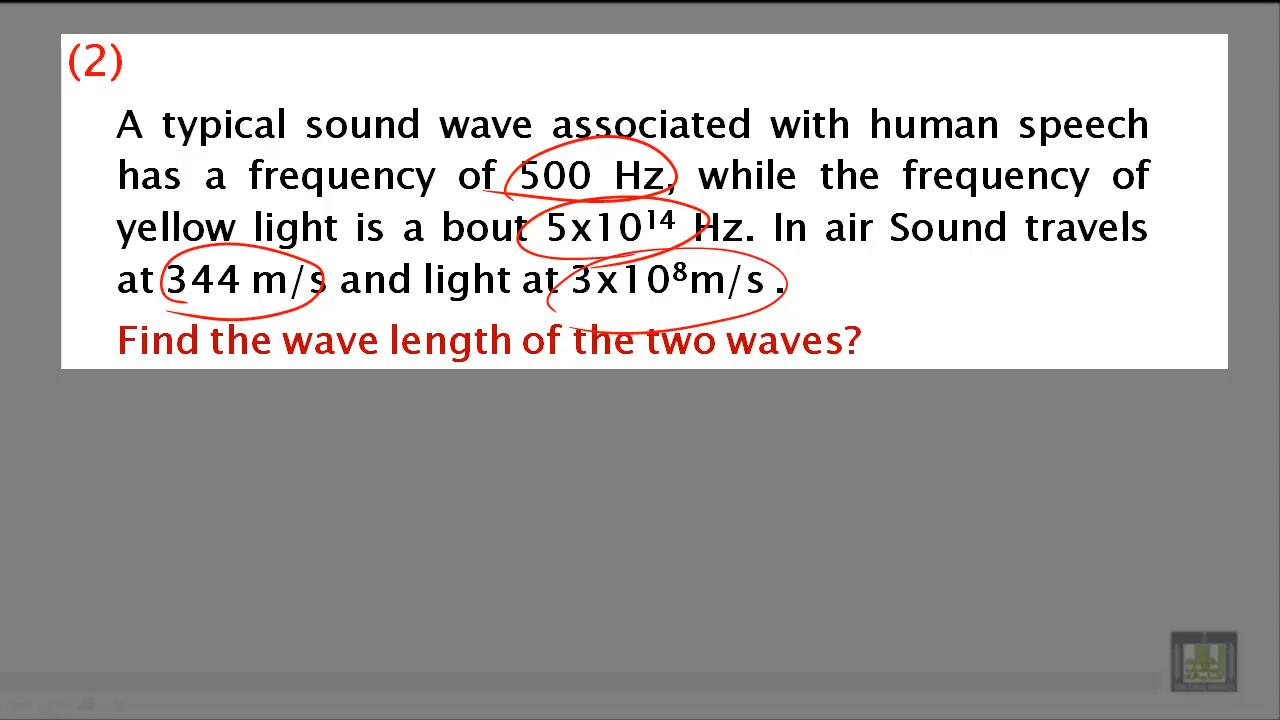 (2)
A typical sound wave associated with human speech
has a frequency of 500 Hz, while the frequency of
yellow light is a bout 5x10¹⁴ Hz. In air Sound travels
at 344 m/s and light at 3x10⁸m/s .
Find the wave length of the two waves?